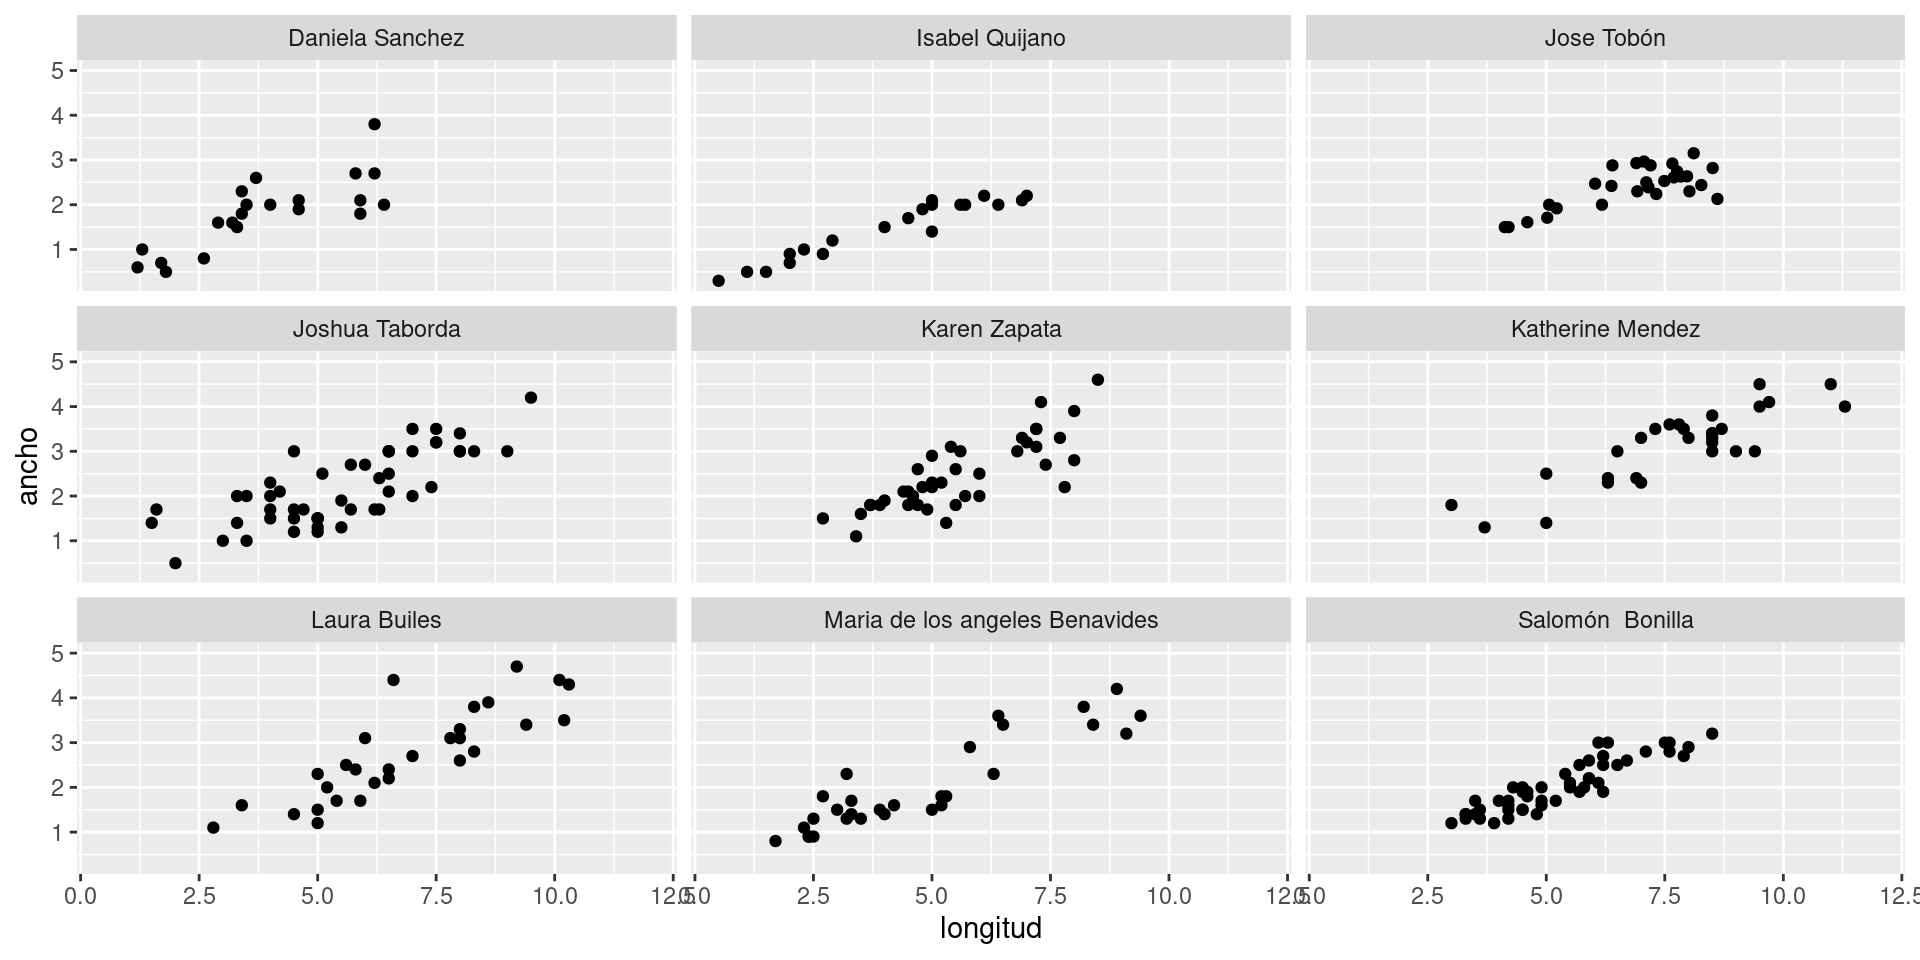 Daniela Sanchez
Isabel Quijano
Jose Tobón
5
4
3
2
1
Joshua Taborda
Karen Zapata
Katherine Mendez
5
4
3
2
1
ancho
Laura Builes
Maria de los angeles Benavides
Salomón  Bonilla
5
4
3
2
1
0.0 2.5 5.0 7.5 10.0 12.5 0.0 2.5 5.0 7.5 10.0 12.5 0.0 2.5 5.0 7.5 10.0 12.5
longitud